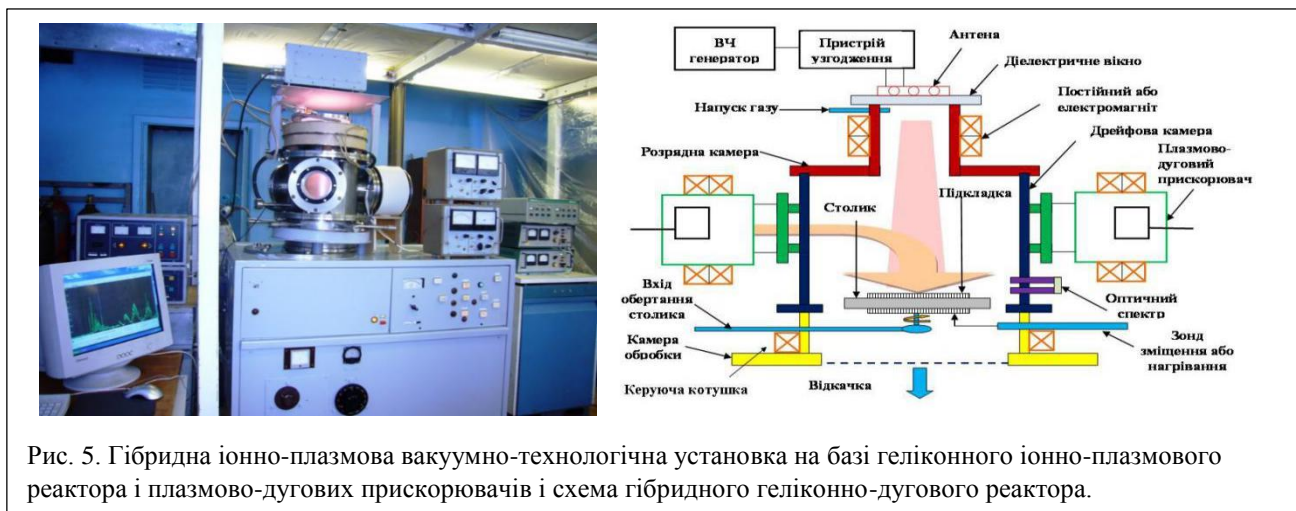 ВЧ
генератор
Пристрій
узгодження
Антена
Діелектричне вікно
Напуск газу
Постійний або
електромагніт
Дрейфова камера
Розрядна камера
Плазмово-
дуговий
прискорювач
Підкладка
Столик
Вхід
обертання
столика
Оптичний
спектр
Камера
обробки
Зонд
зміщення або
нагрівання
Керуюча котушка
Відкачка
Рис. 5. Гібридна іонно-плазмова вакуумно-технологічна установка на базі геліконного іонно-плазмового
реактора і плазмово-дугових прискорювачів і схема гібридного геліконно-дугового реактора.